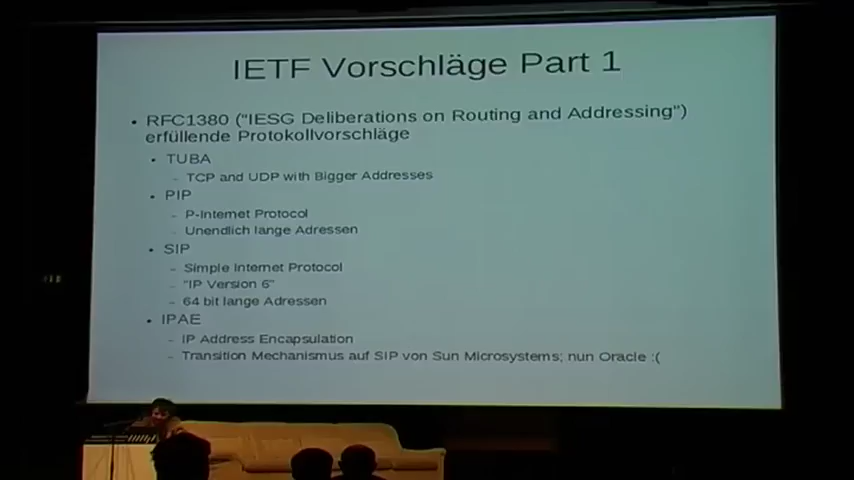 IETF Vorschläge Part 1
RFC1380 ("IESG Deliberations on Routing and Addressing")
erfüllende Protokollvorschläge
TUBA
TCP and UDP with Bigger Addresses
PIP
P-Internet Protocol
Unendlich lange Adressen
SIP
Simple Internet Protocol
"IP Version 6"
64 bit lange Adressen
IPAE
IP Address Encapsulation
Transition Mechanismus auf SIP von Sun Microsystems; nun Oracle :(